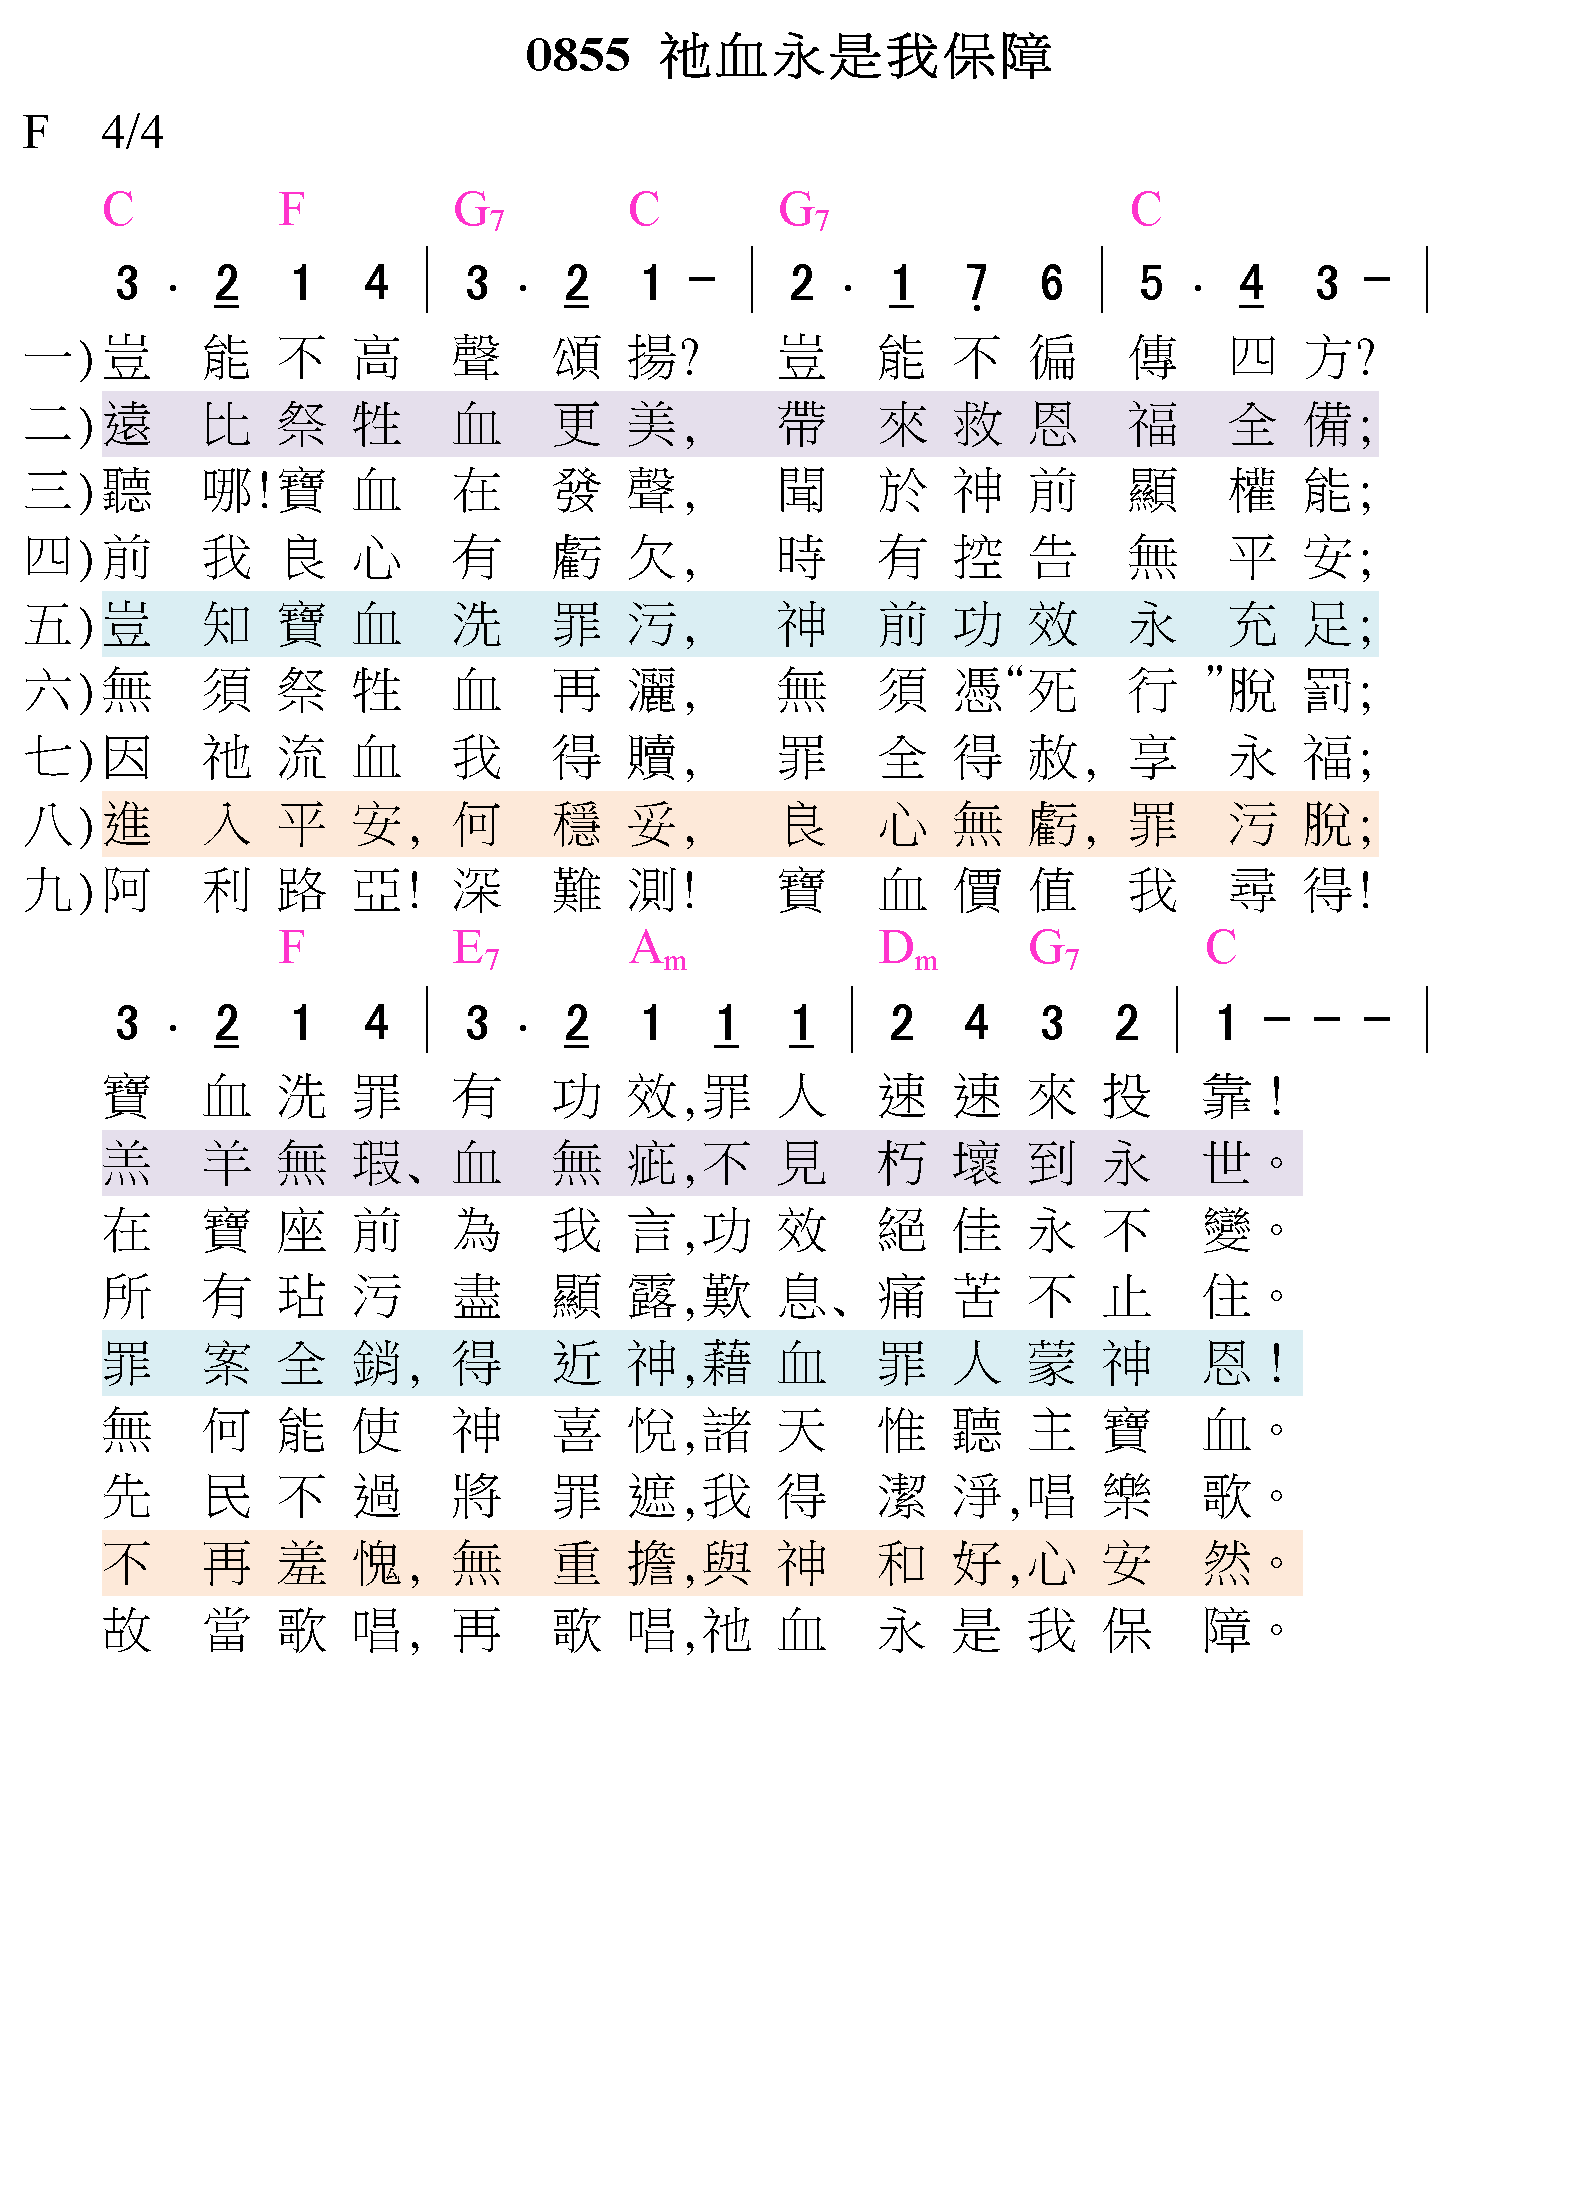 0855 祂血永是我保障
F 4/4
C F G7 C G7 C
3 . 2 1 4 | 3 . 2 1 – | 2 . 1 7 6 | 5 . 4 3 – |
一)豈能不高聲頌揚? 豈能不徧傳四方?
二)遠比祭牲血更美, 帶來救恩福全備;
三)聽哪!寶血在發聲, 聞於神前顯權能;
四)前我良心有虧欠, 時有控告無平安;
五)豈知寶血洗罪污, 神前功效永充足;
六)無須祭牲血再灑, 無須憑“死行”脫罰;
七)因祂流血我得贖, 罪全得赦, 享永福;
八)進入平安, 何穩妥, 良心無虧, 罪污脫;
九)阿利路亞! 深難測! 寶血價值我尋得!
F E7 Am Dm G7 C
3 . 2 1 4 | 3 . 2 1 1 1 | 2 4 3 2 | 1 – – – |
寶血洗罪有功效,罪人速速來投靠!
羔羊無瑕、血無疵,不見朽壞到永世。
在寶座前為我言,功效絕佳永不變。
所有玷污盡顯露,歎息、痛苦不止住。
罪案全銷, 得近神,藉血罪人蒙神恩!
無何能使神喜悅,諸天惟聽主寶血。
先民不過將罪遮,我得潔淨,唱樂歌。
不再羞愧, 無重擔,與神和好,心安然。
故當歌唱, 再歌唱,祂血永是我保障。